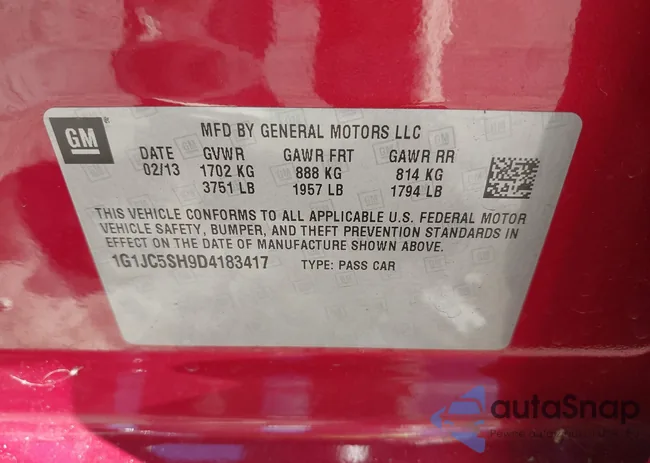 GM
MFD BY GENERAL MOTORS LLC
DATE GVWR GAWR FRT GAWR RR
02/13 1702 KG 888 KG 814 KG
3751 LB 1957 LB 1794 LB
THIS VEHICLE CONFORMS TO ALL APPLICABLE U.S. FEDERAL MOTOR
VEHICLE SAFETY, BUMPER, AND THEFT PREVENTION STANDARDS IN
EFFECT ON THE DATE OF MANUFACTURE SHOWN ABOVE.
1G1JC5SH9D4183417 TYPE: PASS CAR
autoSnap